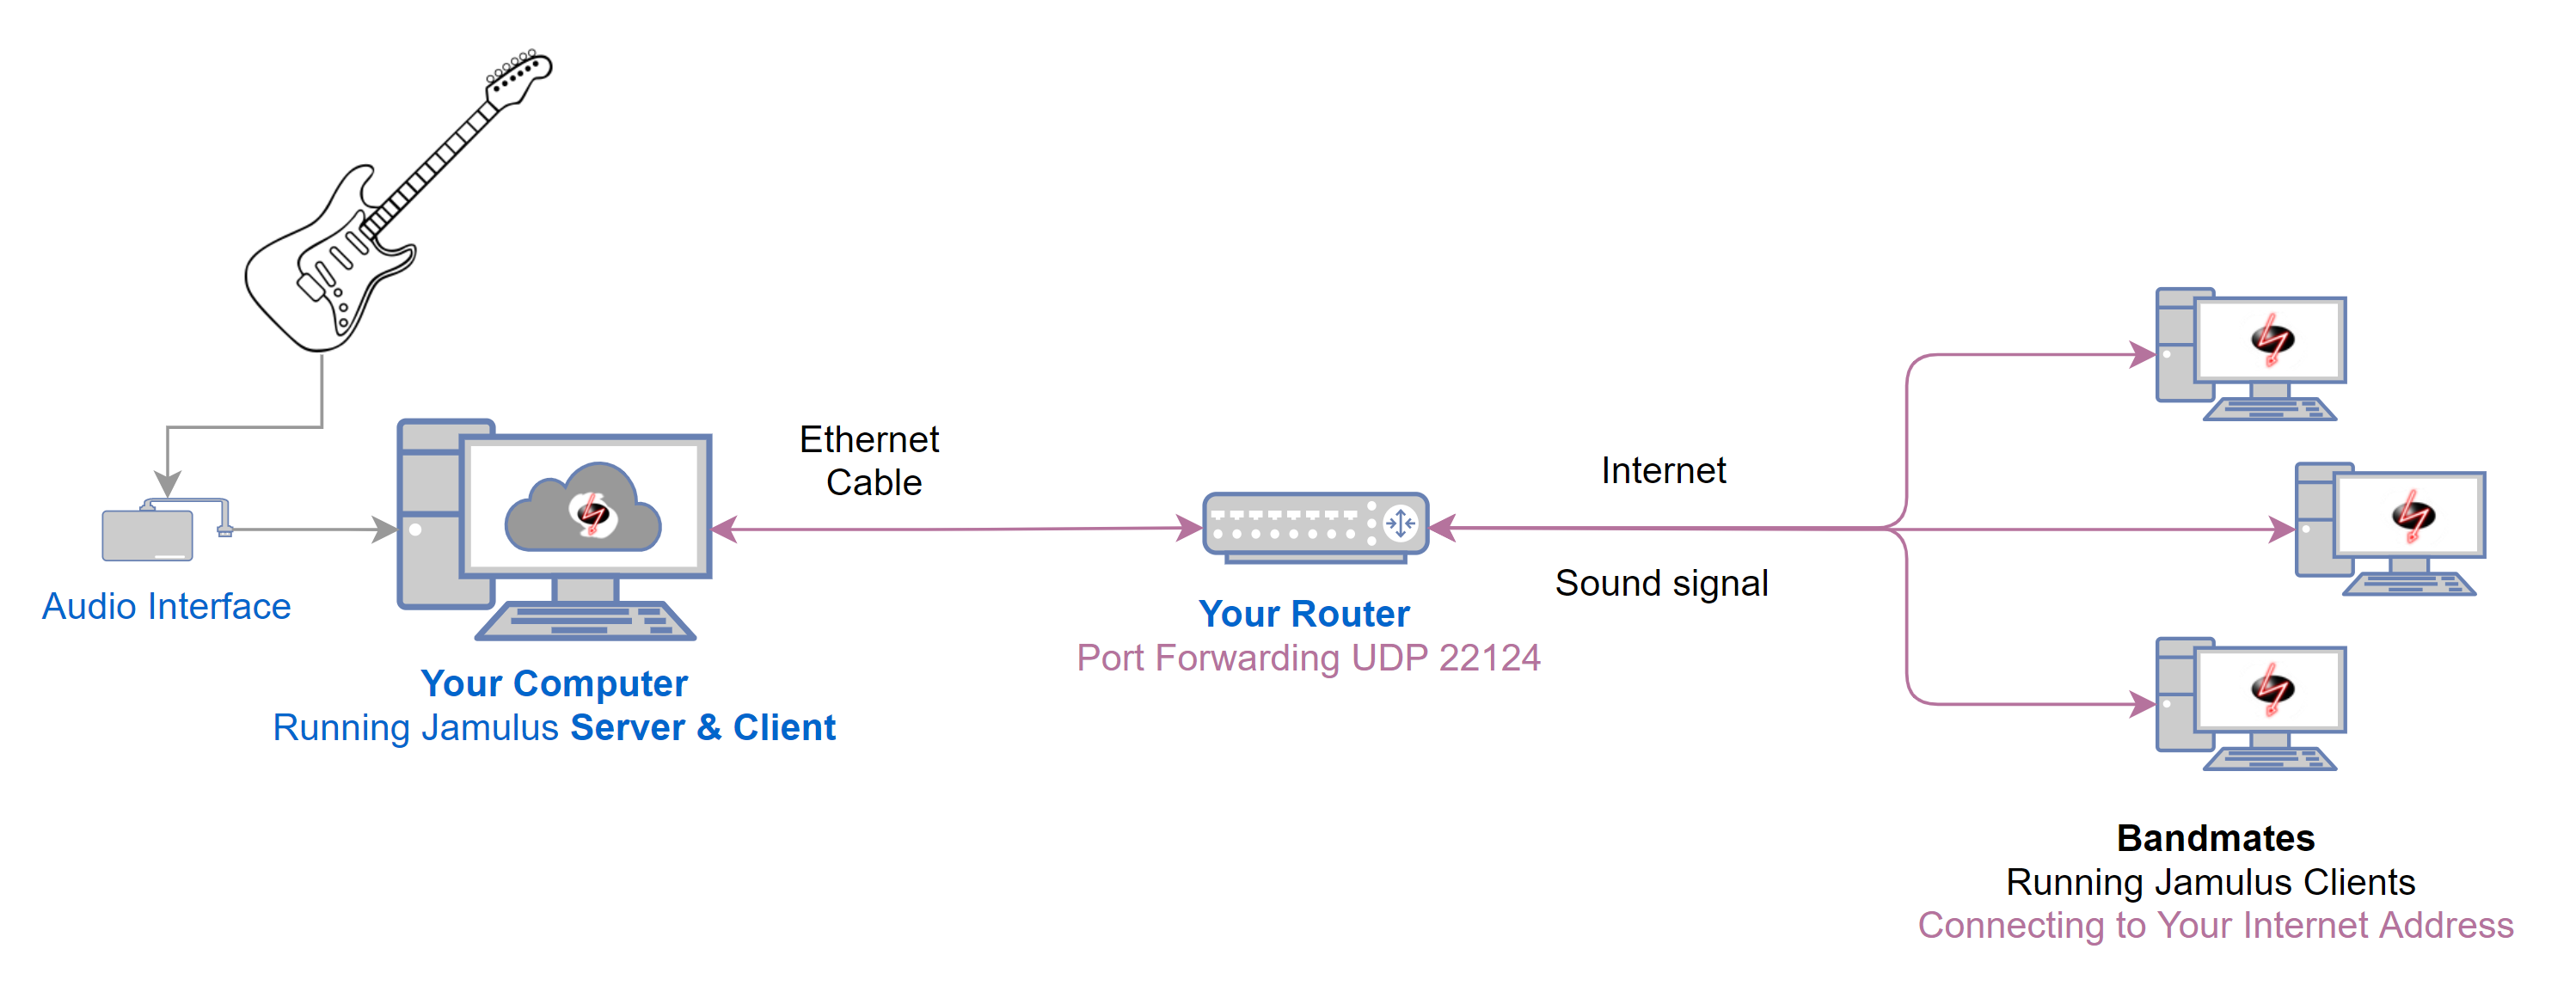 Ethernet
Cable
Internet
Sound signal
Audio Interface
Your Router
Port Forwarding UDP 22124
Your Computer
Running Jamulus Server & Client
Bandmates
Running Jamulus Clients
Connecting to Your Internet Address